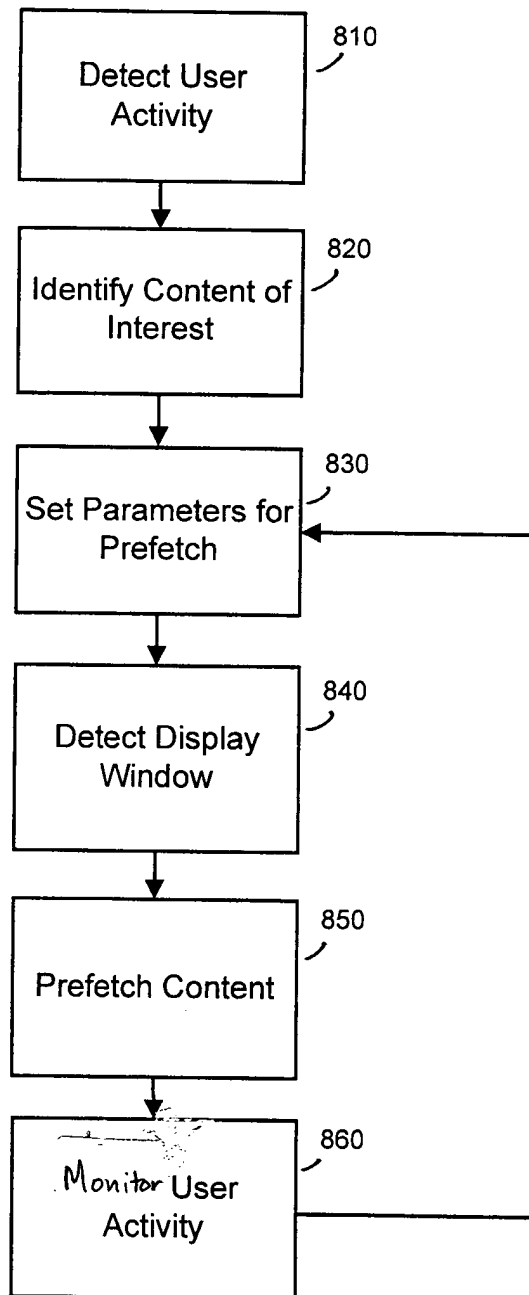 810
Detect User
Activity
820
Identify Content of
Interest
830
Set Parameters for
Prefetch
840
Detect Display
Window
850
Prefetch Content
860
Monitor User
Activity